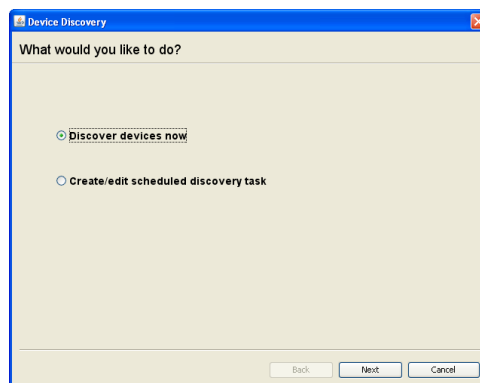 Device Discovery
What would you like to do?
Discover devices now
Create/edit scheduled discovery task
Back
Next
Cancel